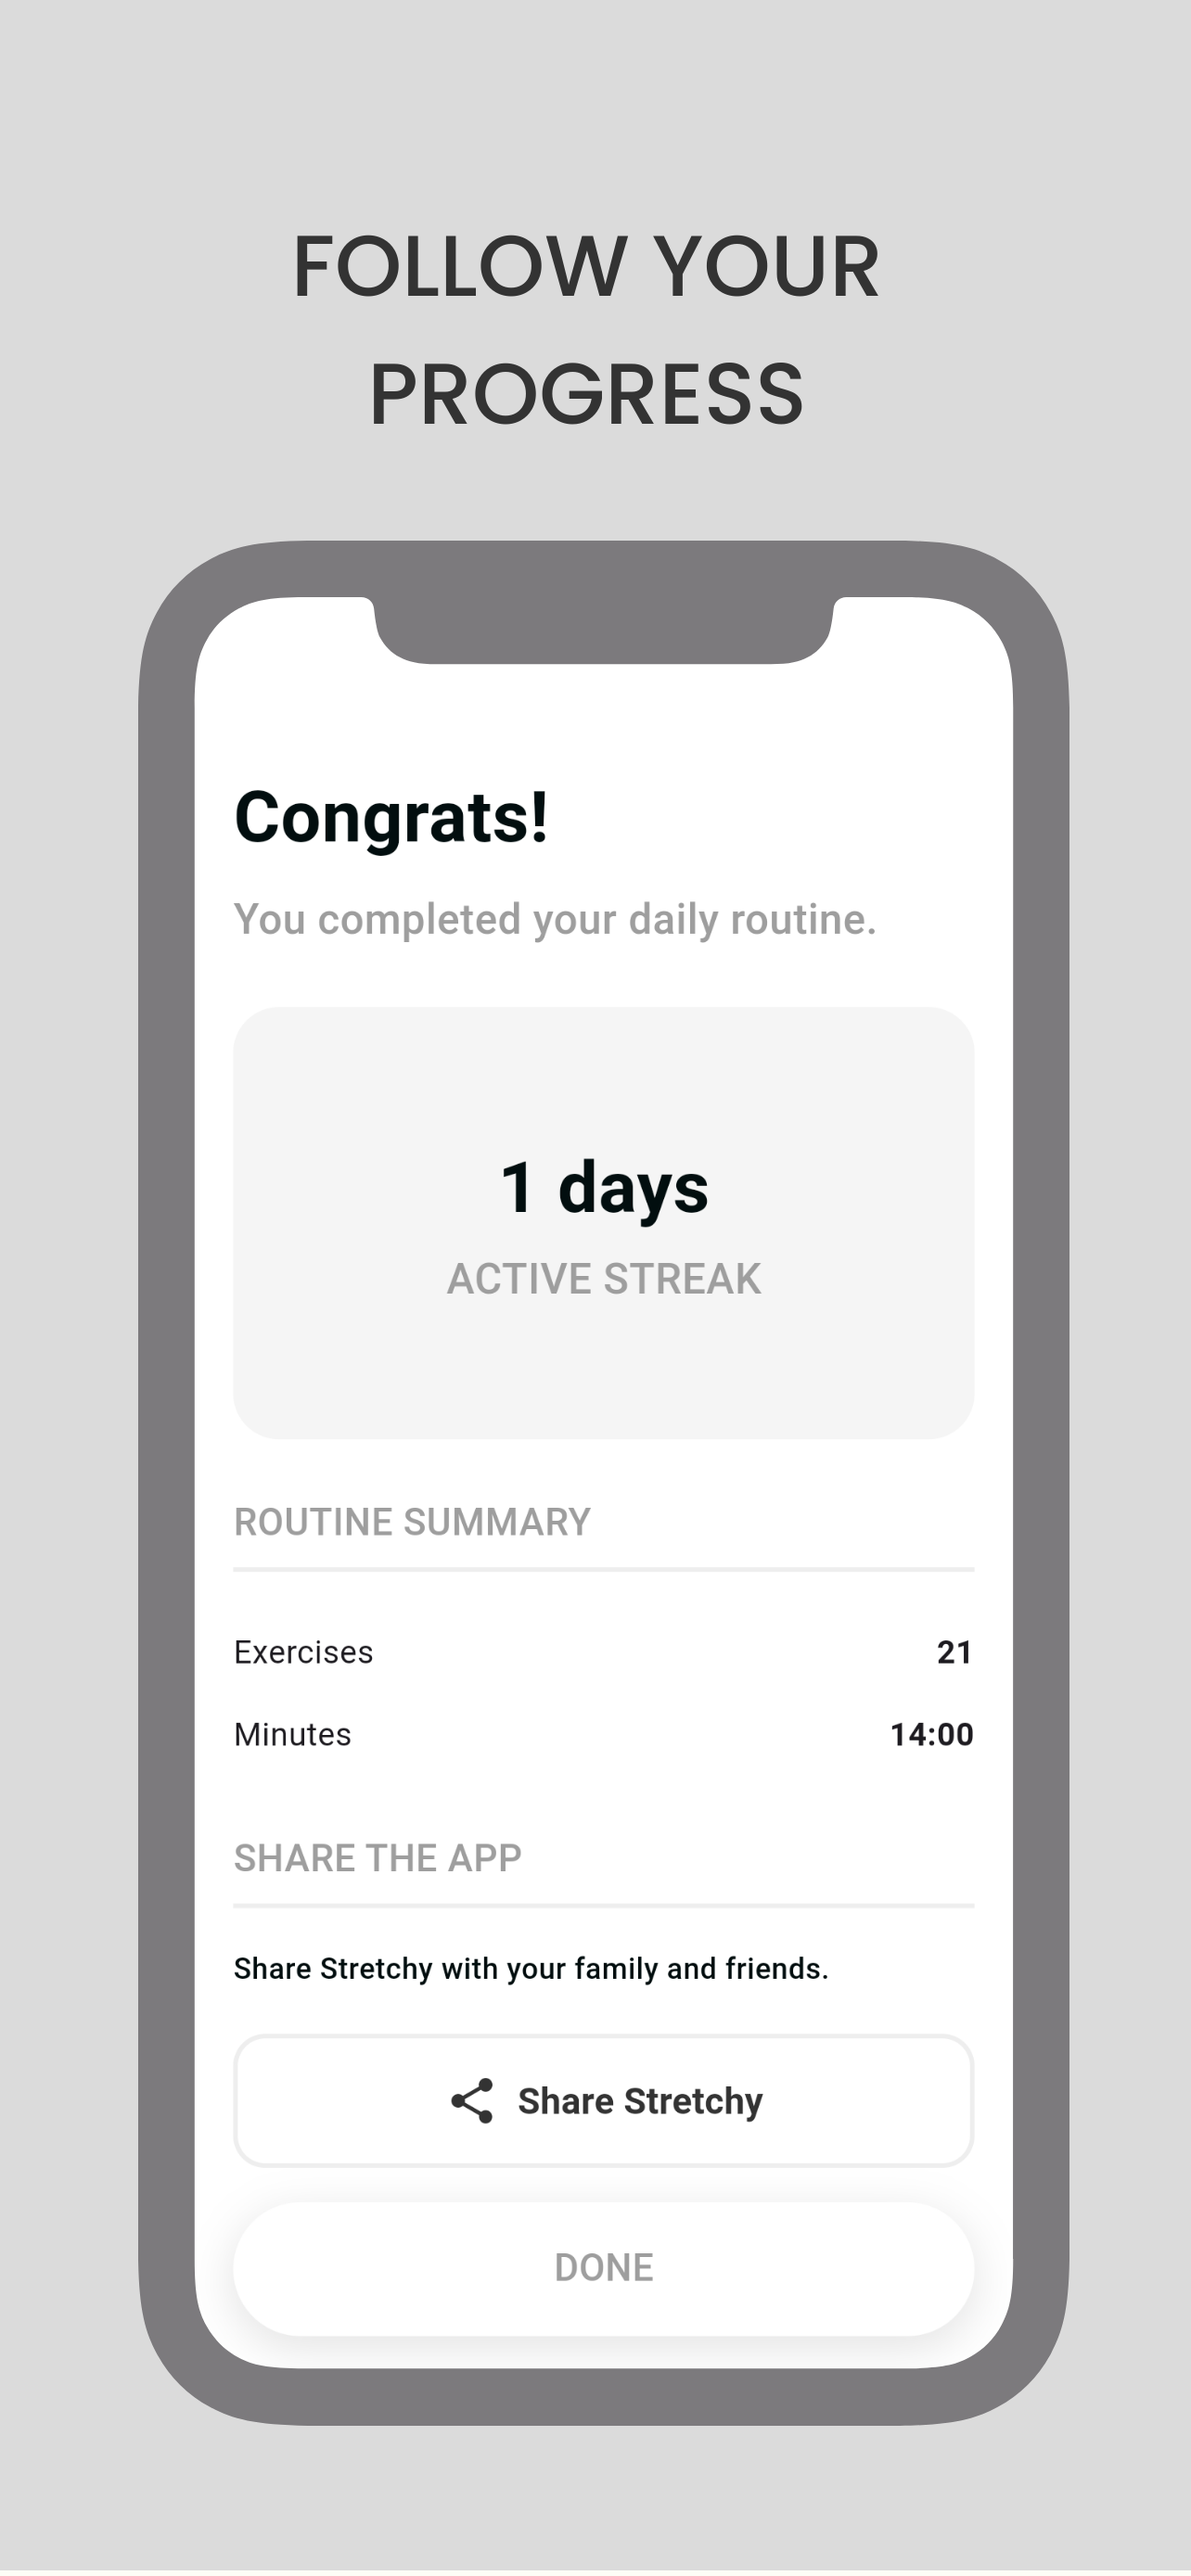 FOLLOW YOUR
PROGRESS
Congrats!
You completed your daily routine.
1 days
ACTIVE STREAK
ROUTINE SUMMARY
Exercises 21
Minutes 14:00
SHARE THE APP
Share Stretchy with your family and friends.
Share Stretchy
DONE